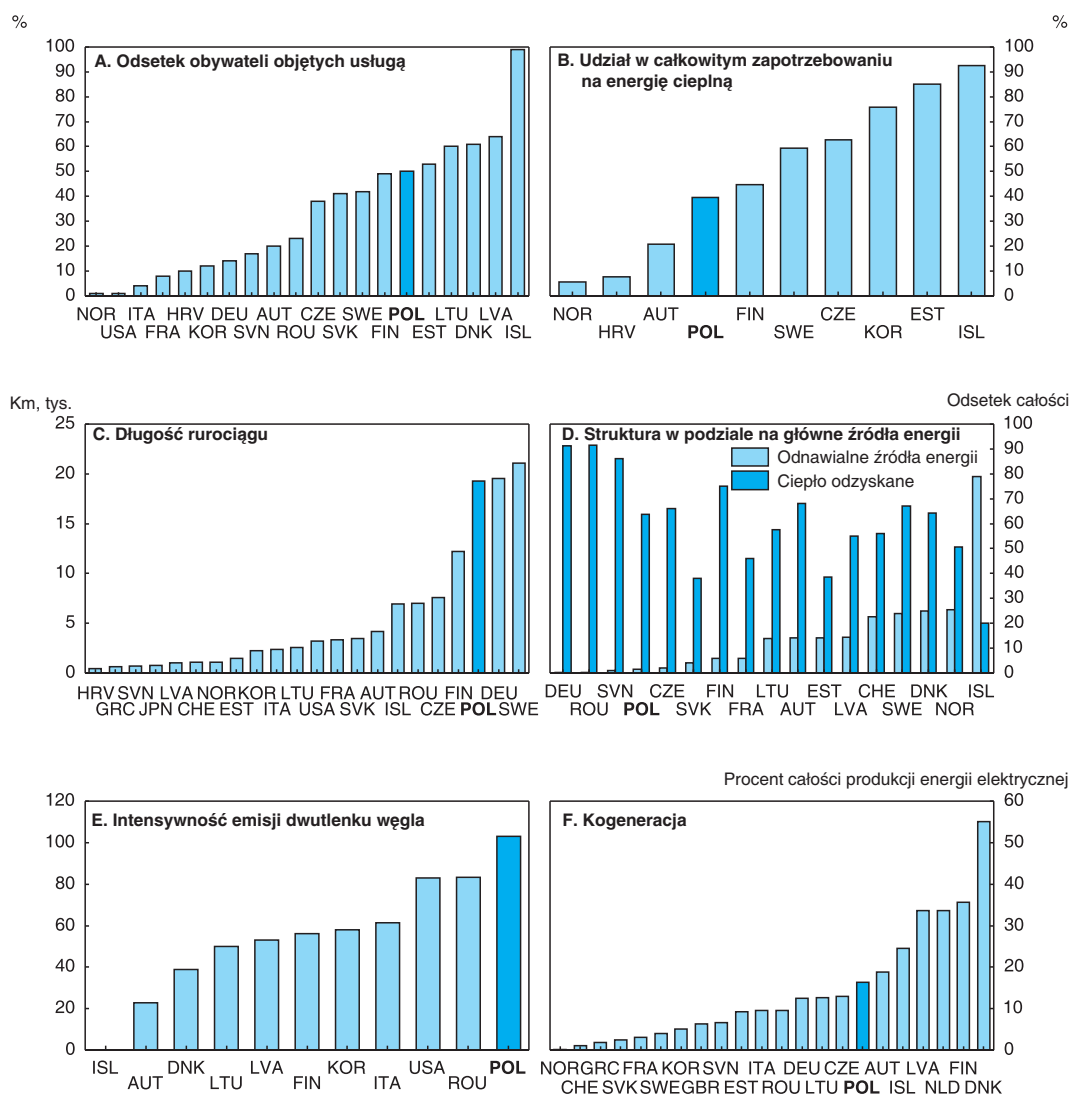 %
%
A. Odsetek obywateli objętych usługą
B. Udział w całkowitym zapotrzebowaniu
na energię cieplną
100
90
80
70
60
50
40
30
20
10
0
100
90
80
70
60
50
40
30
20
10
0
NOR ITA HRV DEU AUT CZE SWE POL LTU LVA
USA FRA KOR SVN ROU SVK FIN EST DNK ISL
NOR AUT FIN CZE EST
HRV POL SWE KOR ISL
Km, tys.
Odsetek całości
C. Długość rurociągu
D. Struktura w podziale na główne źródła energii
Odnawialne źródła energii
Ciepło odzyskane
25
20
15
10
5
0
100
90
80
70
60
50
40
30
20
10
0
HRV SVN LVA NOR KOR LTU FRA AUT ROU FIN DEU
GRC JPN CHE EST ITA USA SVK ISL CZE POL SWE
DEU SVN CZE FIN LTU EST CHE DNK ISL
ROU POL SVK FRA AUT LVA SWE NOR
Procent całości produkcji energii elektrycznej
E. Intensywność emisji dwutlenku węgla
F. Kogeneracja
120
100
80
60
40
20
0
60
50
40
30
20
10
0
ISL DNK LVA KOR USA POL
AUT LTU FIN ITA ROU
NOR GRC FRA KOR SVN ITA DEU CZE AUT LVA FIN
CHE SVK SWE GBR EST ROU LTU POL ISL NLD DNK